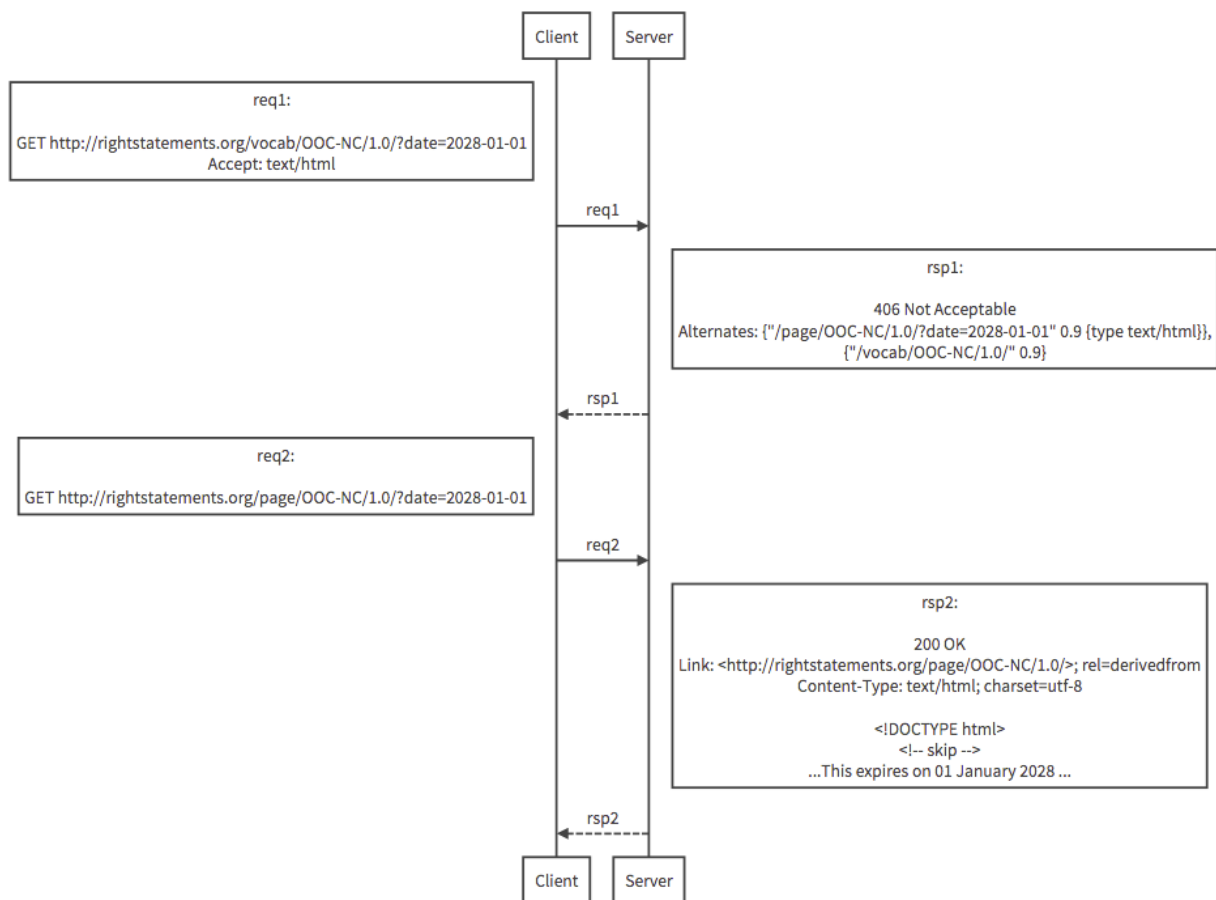 Client Server
req1:
GET http://rightstatements.org/vocab/OOC-NC/1.0/?date=2028-01-01
Accept: text/html
req1
rsp1:
406 Not Acceptable
Alternates: {"/page/OOC-NC/1.0/?date=2028-01-01" 0.9 {type text/html}},
{"/vocab/OOC-NC/1.0/" 0.9}
rsp1
req2:
GET http://rightstatements.org/page/OOC-NC/1.0/?date=2028-01-01
req2
rsp2:
200 OK
Link: <http://rightstatements.org/page/OOC-NC/1.0/>; rel=derivedfrom
Content-Type: text/html; charset=utf-8
<!DOCTYPE html>
<!-- skip -->
...This expires on 01 January 2028 ...
rsp2
Client Server